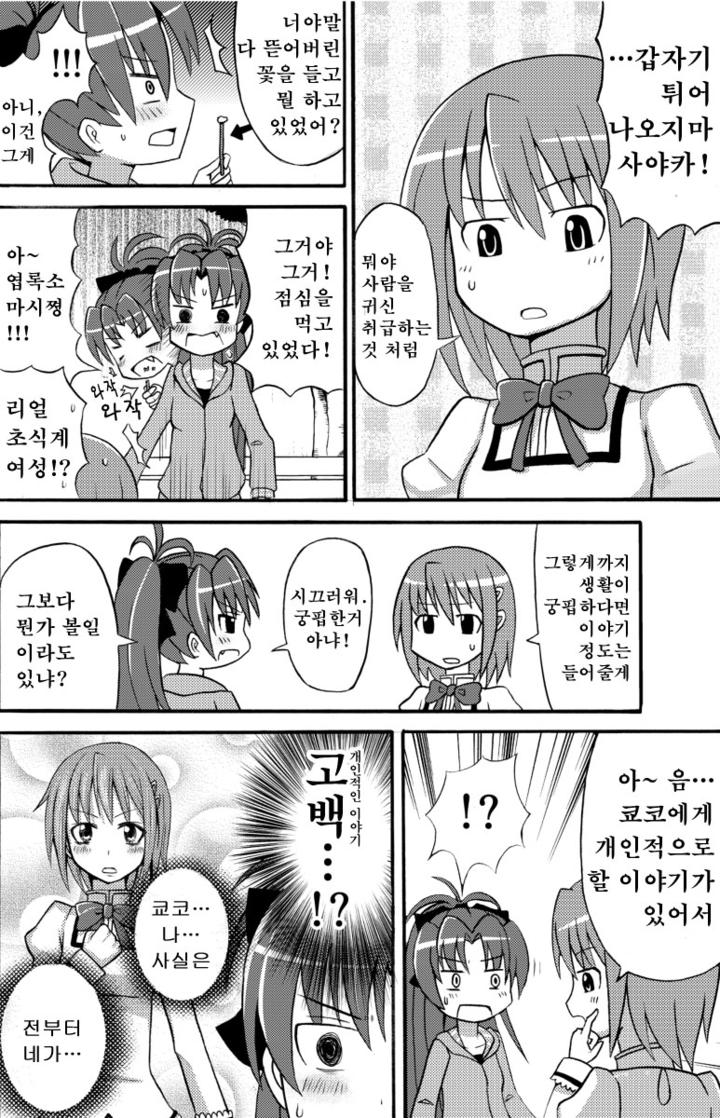 …갑자기
튀어
나오지마
사야카!
뭐야
사람을
귀신
취급하는
것 처럼
너야말
다 뜯어버린
꽃을 들고
뭘 하고
있었어?
!!!
아니,
이건
그게
그거야
그거!
점심을
먹고
있었다!
아~
엽록소
마시쪙
!!!
와작
와작
리얼
초식계
여성!?
그렇게까지
생활이
궁핍하다면
이야기
정도는
들어줄게
시끄러워.
궁핍한거
아냐!
그보다
뭔가 볼일
이라도
있냐?
아~ 음…
쿄코에게
개인적으로
할 이야기가
있어서
!?
개인적인 이야기
고백…!?
쿄코…
나…
사실은
전부터
네가…